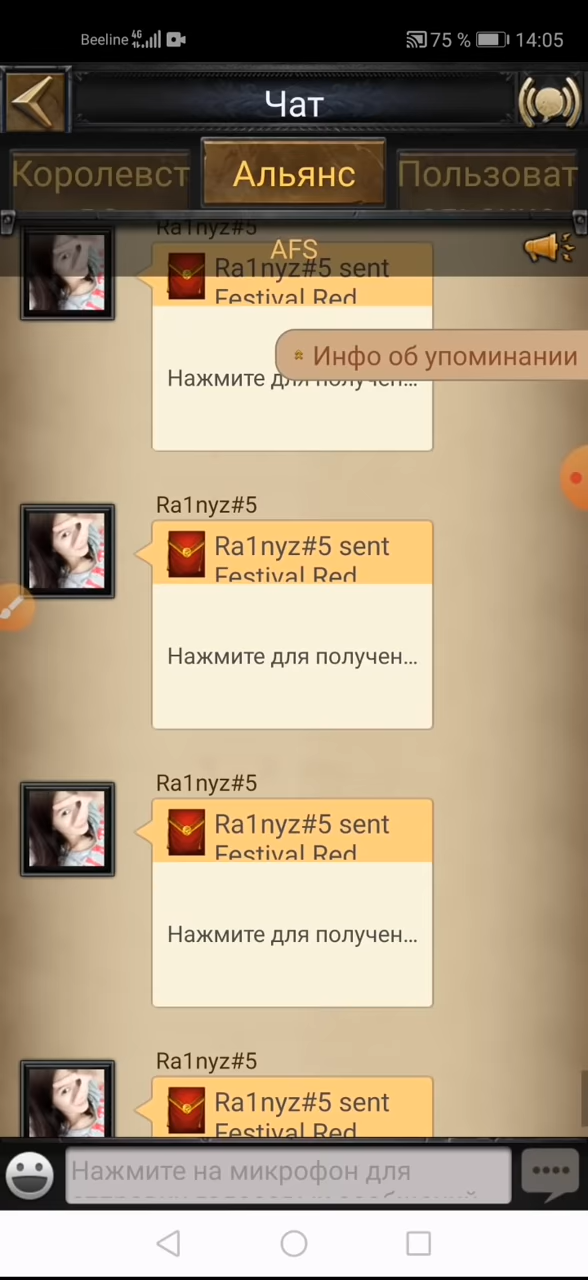 Beeline 4G 75 % 14:05
Чат
Королевст
Альянс
Пользоват
Ra1nyz#5
AFS
Ra1nyz#5 sent
Festival Red
Инфо об упоминании
Нажмите для получен...
Ra1nyz#5
Ra1nyz#5 sent
Festival Red
Нажмите для получен...
Ra1nyz#5
Ra1nyz#5 sent
Festival Red
Нажмите для получен...
Ra1nyz#5
Ra1nyz#5 sent
Festival Red
Нажмите на микрофон для